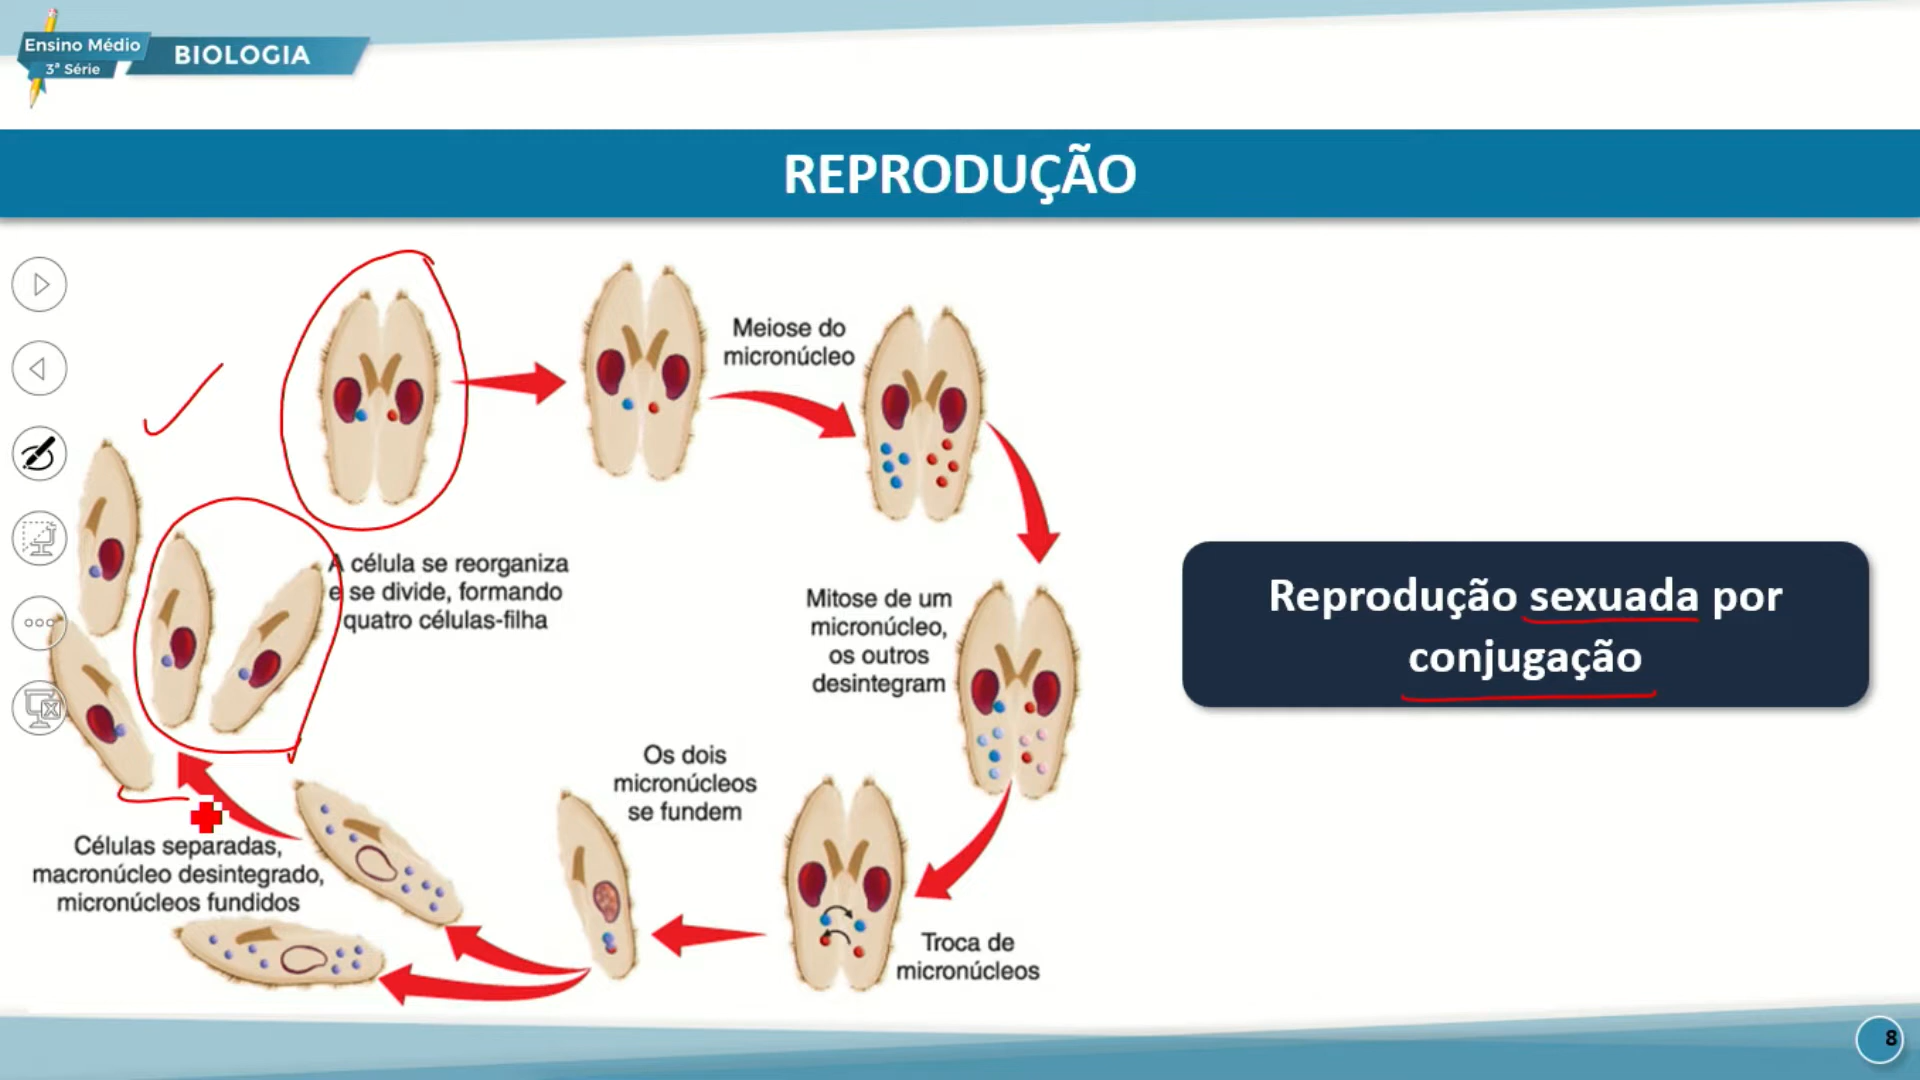 Ensino Médio
3ª Série
BIOLOGIA
REPRODUÇÃO
Meiose do
micronúcleo
A célula se reorganiza
e se divide, formando
quatro células-filha
Mitose de um
micronúcleo,
os outros
desintegram
Reprodução sexuada por
conjugação
Os dois
micronúcleos
se fundem
Células separadas,
macronúcleo desintegrado,
micronúcleos fundidos
Troca de
micronúcleos
8